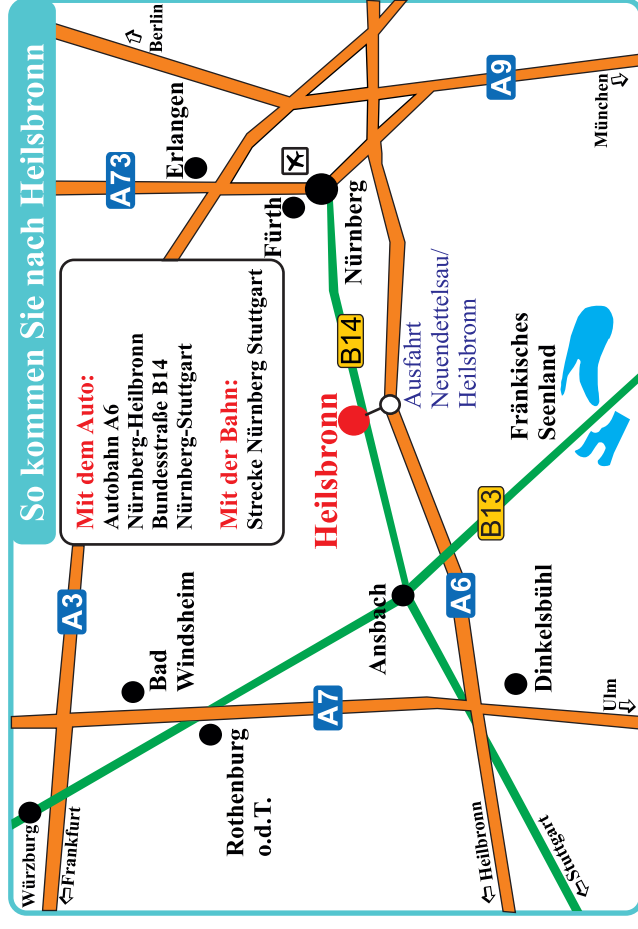 So kommen Sie nach Heilsbronn
Mit dem Auto:
Autobahn A6
Nürnberg-Heilbronn
Bundesstraße B14
Nürnberg-Stuttgart
Mit der Bahn:
Strecke Nürnberg Stuttgart
Würzburg
Frankfurt
A3
Bad
Windsheim
Rothenburg
o.d.T.
A7
A73
Erlangen
Berlin
Fürth
Nürnberg
B14
Heilsbronn
Ausfahrt
Neuendettelsau/
Heilsbronn
A9
München
Ansbach
A6
B13
Fränkisches
Seenland
Dinkelsbühl
Ulm
Heilbronn
Stuttgart